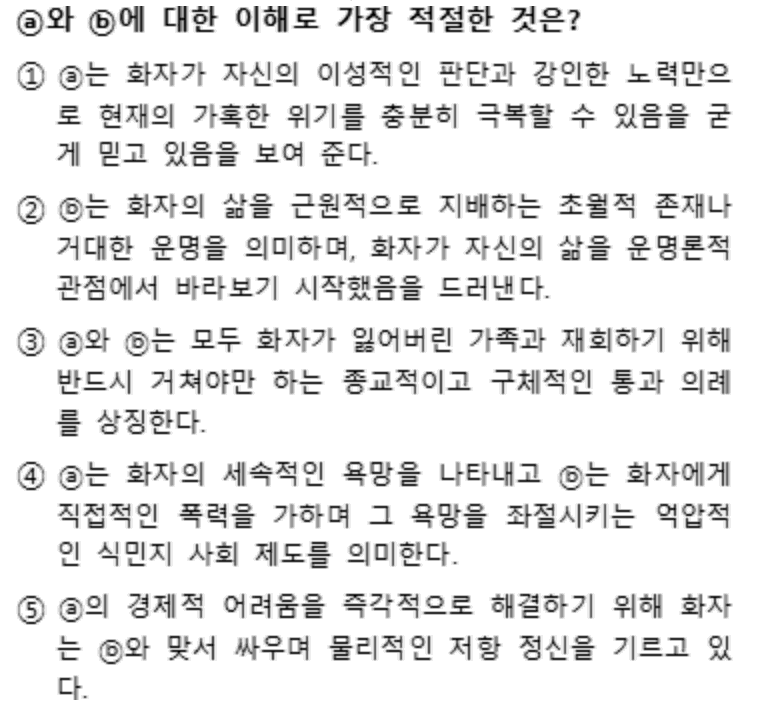 ⓐ와 ⓑ에 대한 이해로 가장 적절한 것은?
① ⓐ는 화자가 자신의 이성적인 판단과 강인한 노력만으
로 현재의 가혹한 위기를 충분히 극복할 수 있음을 굳
게 믿고 있음을 보여 준다.
② ⓑ는 화자의 삶을 근원적으로 지배하는 초월적 존재나
거대한 운명을 의미하며, 화자가 자신의 삶을 운명론적
관점에서 바라보기 시작했음을 드러낸다.
③ ⓐ와 ⓑ는 모두 화자가 잃어버린 가족과 재회하기 위해
반드시 거쳐야만 하는 종교적이고 구체적인 통과 의례
를 상징한다.
④ ⓐ는 화자의 세속적인 욕망을 나타내고 ⓑ는 화자에게
직접적인 폭력을 가하며 그 욕망을 좌절시키는 억압적
인 식민지 사회 제도를 의미한다.
⑤ ⓐ의 경제적 어려움을 즉각적으로 해결하기 위해 화자
는 ⓑ와 맞서 싸우며 물리적인 저항 정신을 기르고 있
다.